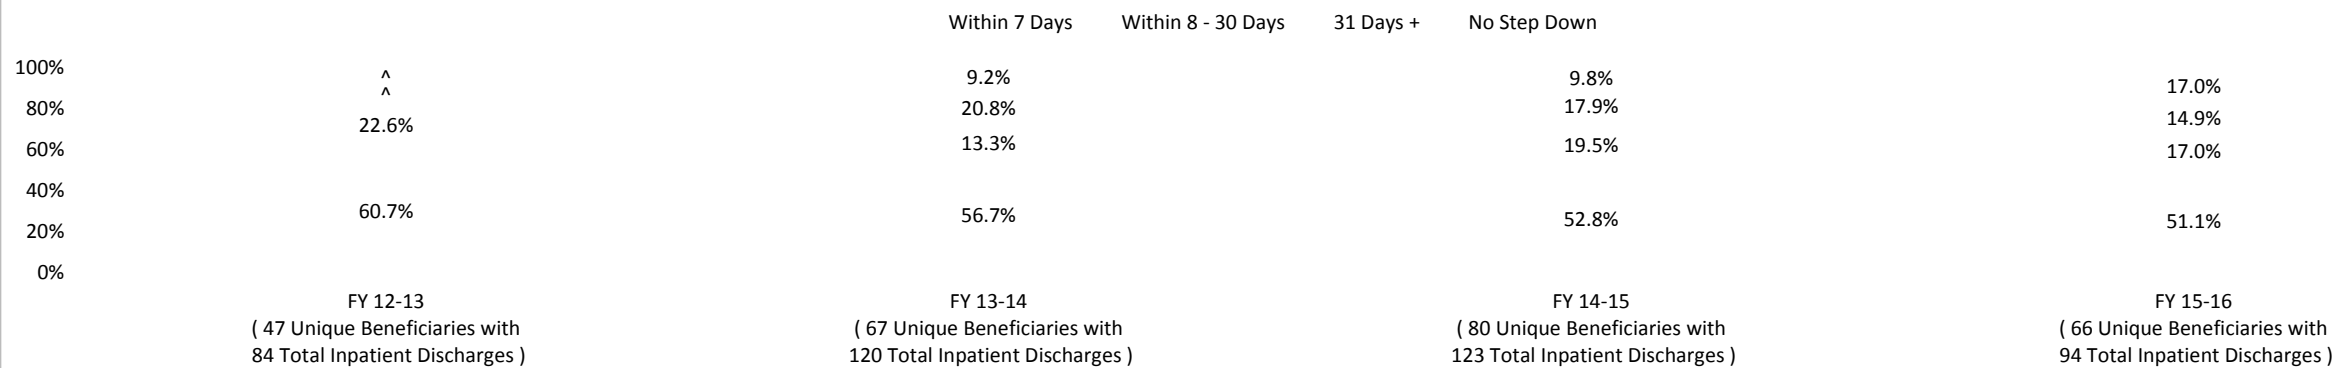 Within 7 Days Within 8 - 30 Days 31 Days + No Step Down
100%
80%
60%
40%
20%
0%
^
^
22.6%
60.7%
9.2%
20.8%
13.3%
56.7%
9.8%
17.9%
19.5%
52.8%
17.0%
14.9%
17.0%
51.1%
FY 12-13
( 47 Unique Beneficiaries with
84 Total Inpatient Discharges )
FY 13-14
( 67 Unique Beneficiaries with
120 Total Inpatient Discharges )
FY 14-15
( 80 Unique Beneficiaries with
123 Total Inpatient Discharges )
FY 15-16
( 66 Unique Beneficiaries with
94 Total Inpatient Discharges )